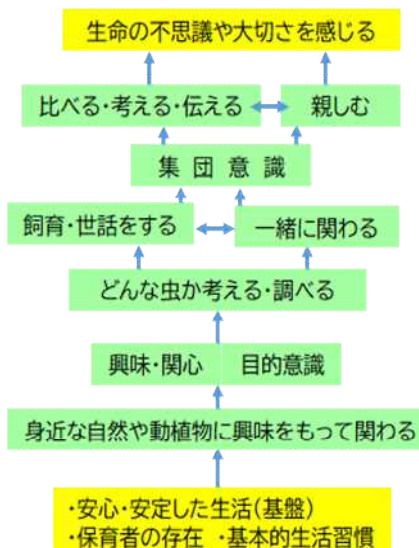 生命の不思議や大切さを感じる
比べる・考える・伝える
親しむ
集団意識
飼育・世話をする
一緒に関わる
どんな虫か考える・調べる
興味・関心
目的意識
身近な自然や動植物に興味をもって関わる
・安心・安定した生活(基盤)
・保育者の存在 ・基本的生活習慣